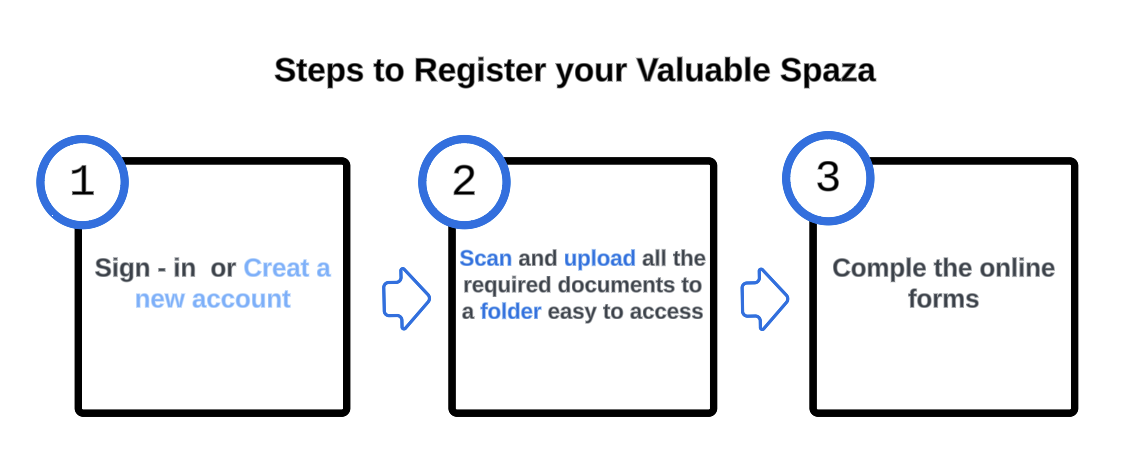 Steps to Register your Valuable Spaza
1
Sign - in  or Creat a
new account
2
Scan and upload all the
required documents to
a folder easy to access
3
Comple the online
forms